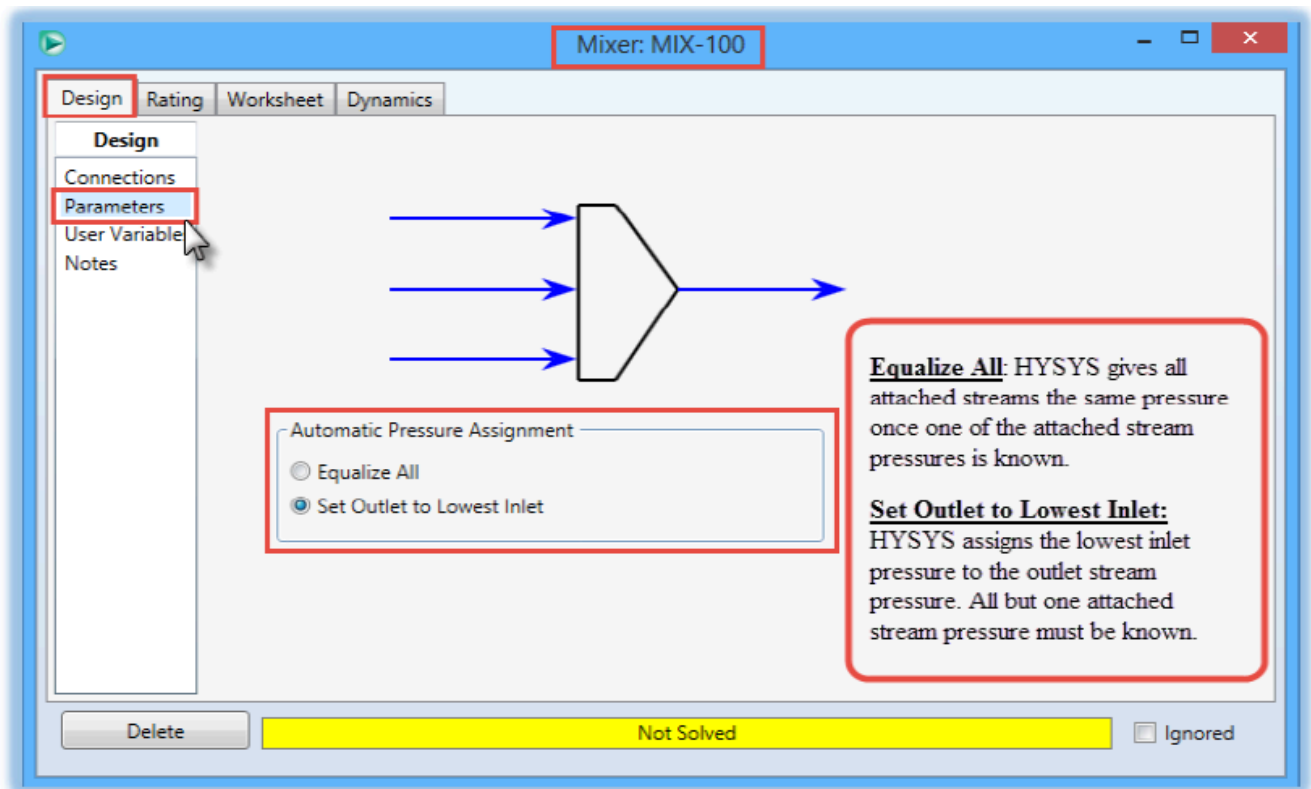 Mixer: MIX-100
Design Rating Worksheet Dynamics
Design
Connections
Parameters
User Variable
Notes
Automatic Pressure Assignment
Equalize All
Set Outlet to Lowest Inlet
Equalize All: HYSYS gives all
attached streams the same pressure
once one of the attached stream
pressures is known.
Set Outlet to Lowest Inlet:
HYSYS assigns the lowest inlet
pressure to the outlet stream
pressure. All but one attached
stream pressure must be known.
Delete
Not Solved
Ignored